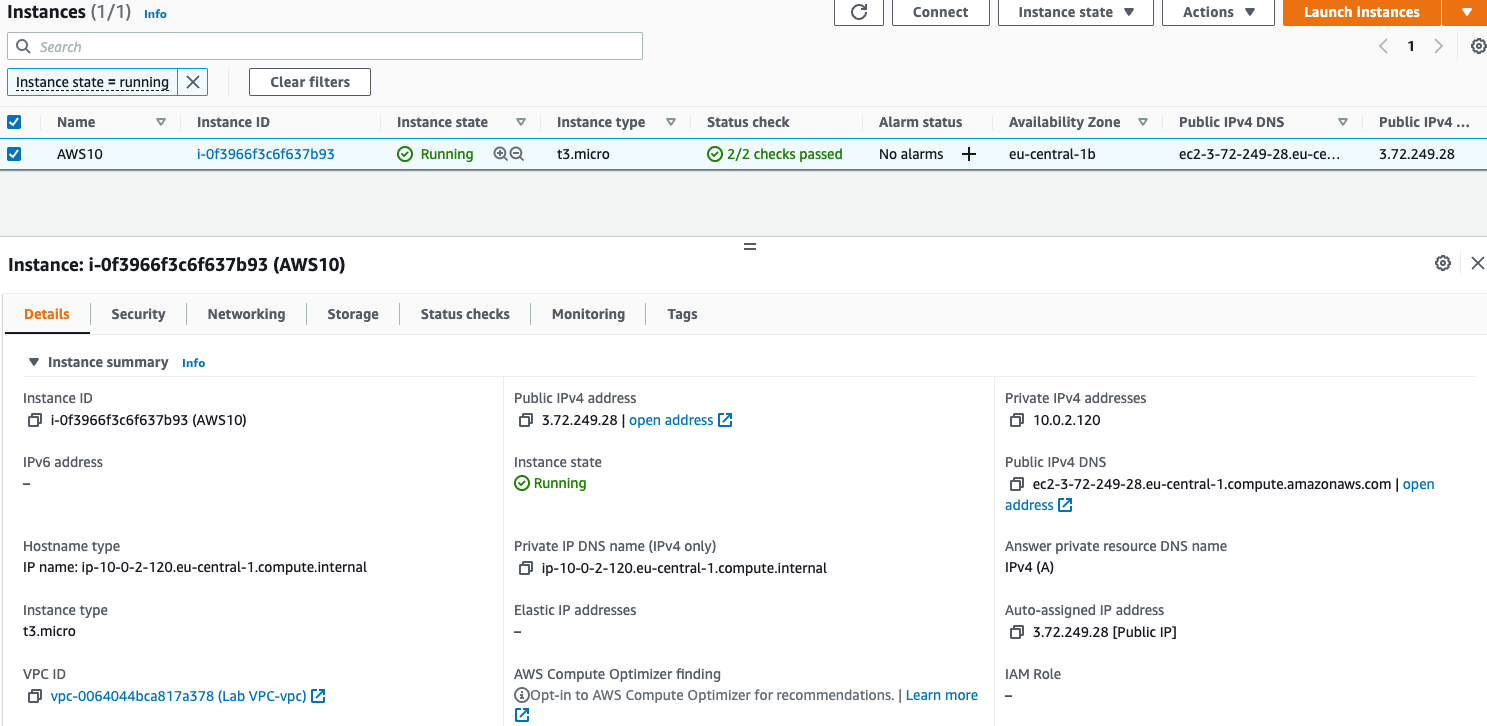 Instances (1/1) Info
Connect Instance state Actions Launch Instances
Search
1
Instance state = running Clear filters
Name Instance ID Instance state Instance type Status check Alarm status Availability Zone Public IPv4 DNS Public IPv4 ...
AWS10 i-0f3966f3c6f637b93 Running t3.micro 2/2 checks passed No alarms + eu-central-1b ec2-3-72-249-28.eu-ce... 3.72.249.28
Instance: i-0f3966f3c6f637b93 (AWS10)
Details Security Networking Storage Status checks Monitoring Tags
Instance summary Info
Instance ID Public IPv4 address Private IPv4 addresses
i-0f3966f3c6f637b93 (AWS10) 3.72.249.28 | open address 10.0.2.120
IPv6 address Instance state Public IPv4 DNS
– Running ec2-3-72-249-28.eu-central-1.compute.amazonaws.com | open
address
Hostname type Private IP DNS name (IPv4 only) Answer private resource DNS name
IP name: ip-10-0-2-120.eu-central-1.compute.internal ip-10-0-2-120.eu-central-1.compute.internal IPv4 (A)
Instance type Elastic IP addresses Auto-assigned IP address
t3.micro – 3.72.249.28 [Public IP]
VPC ID AWS Compute Optimizer finding IAM Role
vpc-0064044bca817a378 (Lab VPC-vpc) Opt-in to AWS Compute Optimizer for recommendations. | Learn more –